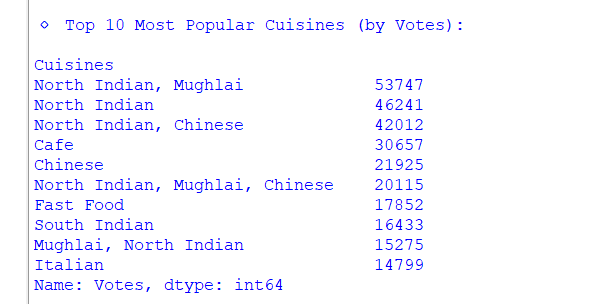 ⋄ Top 10 Most Popular Cuisines (by Votes):
Cuisines
North Indian, Mughlai 53747
North Indian 46241
North Indian, Chinese 42012
Cafe 30657
Chinese 21925
North Indian, Mughlai, Chinese 20115
Fast Food 17852
South Indian 16433
Mughlai, North Indian 15275
Italian 14799
Name: Votes, dtype: int64